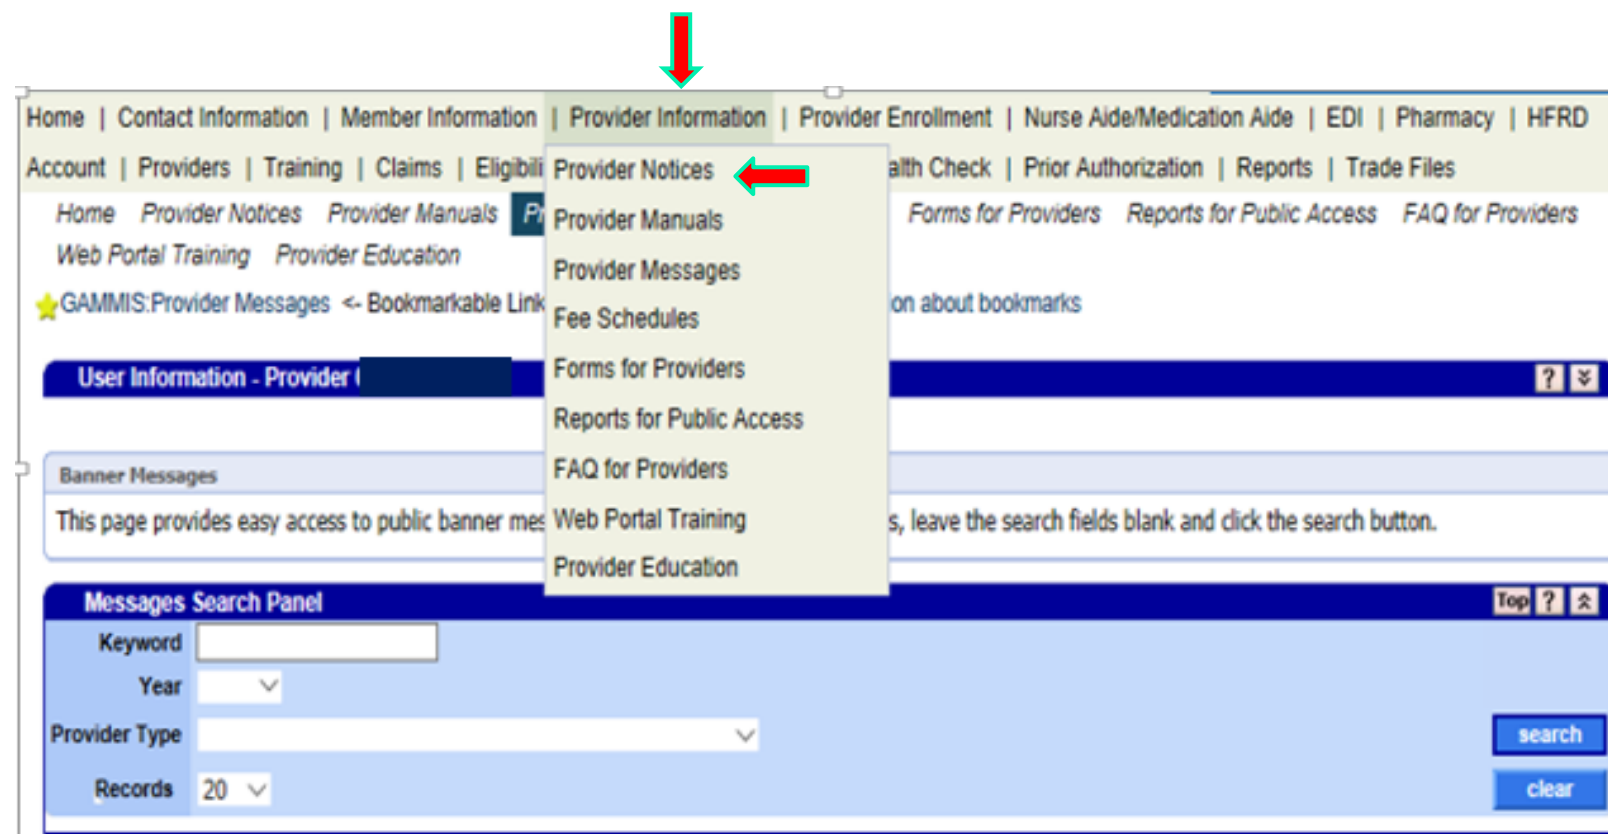 Home | Contact Information | Member Information | Provider Information | Provider Enrollment | Nurse Aide/Medication Aide | EDI | Pharmacy | HFRD
Account | Providers | Training | Claims | Check | Prior Authorization | Reports | Trade Files
Home Provider Notices Provider Manuals Forms for Providers Reports for Public Access FAQ for Providers
Web Portal Training Provider Education
GAMMIS:Provider Messages <- Bookmarkable Link about bookmarks
Provider Notices
Provider Manuals
Provider Messages
Fee Schedules
Forms for Providers
Reports for Public Access
FAQ for Providers
Web Portal Training
Provider Education
User Information - Provider
? 
Banner Messages
This page provides easy access to public banner leave the search fields blank and click the search button.
Messages Search Panel
Top ?
Keyword
Year
Provider Type
search
Records 20
clear